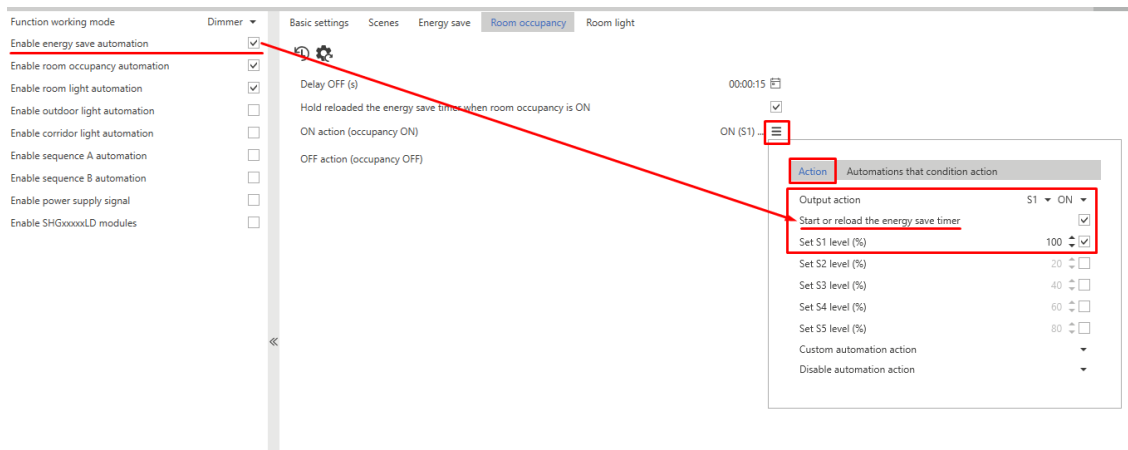 Function working mode Dimmer
Enable energy save automation
Enable room occupancy automation
Enable room light automation
Enable outdoor light automation
Enable corridor light automation
Enable sequence A automation
Enable sequence B automation
Enable power supply signal
Enable SHGxxxxxLD modules
Basic settings Scenes Energy save Room occupancy Room light
Delay OFF (s) 00:00:15
Hold reloaded the energy save timer when room occupancy is ON
ON action (occupancy ON) ON (S1) ...
OFF action (occupancy OFF)
Action Automations that condition action
Output action S1 ON
Start or reload the energy save timer
Set S1 level (%) 100
Set S2 level (%) 20
Set S3 level (%) 40
Set S4 level (%) 60
Set S5 level (%) 80
Custom automation action
Disable automation action